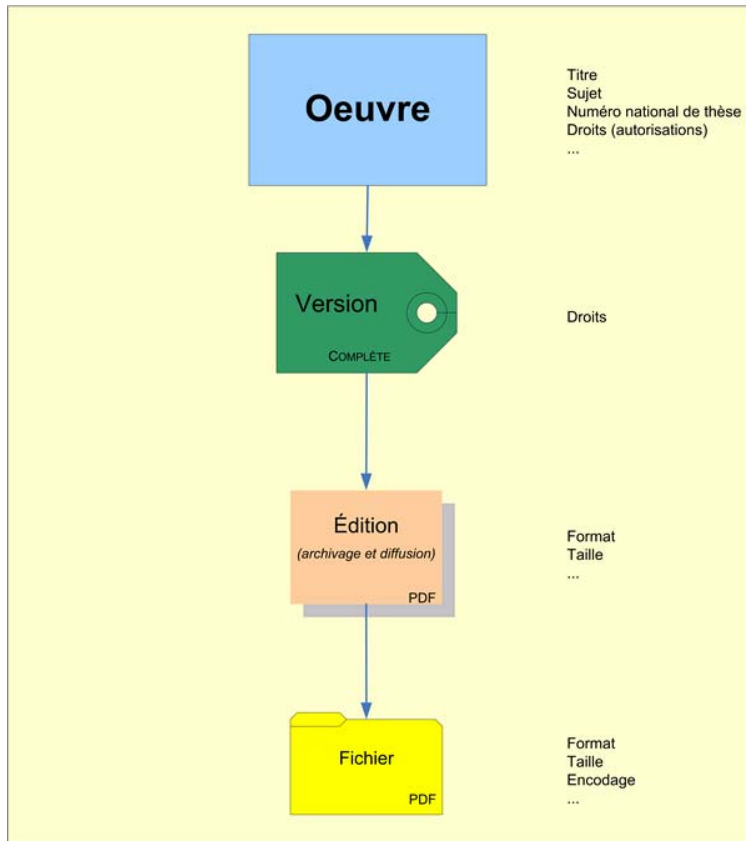 Oeuvre
Titre
Sujet
Numéro national de thèse
Droits (autorisations)
...
Version
COMPLÈTE
Droits
Édition
(archivage et diffusion)
PDF
Format
Taille
...
Fichier
PDF
Format
Taille
Encodage
...